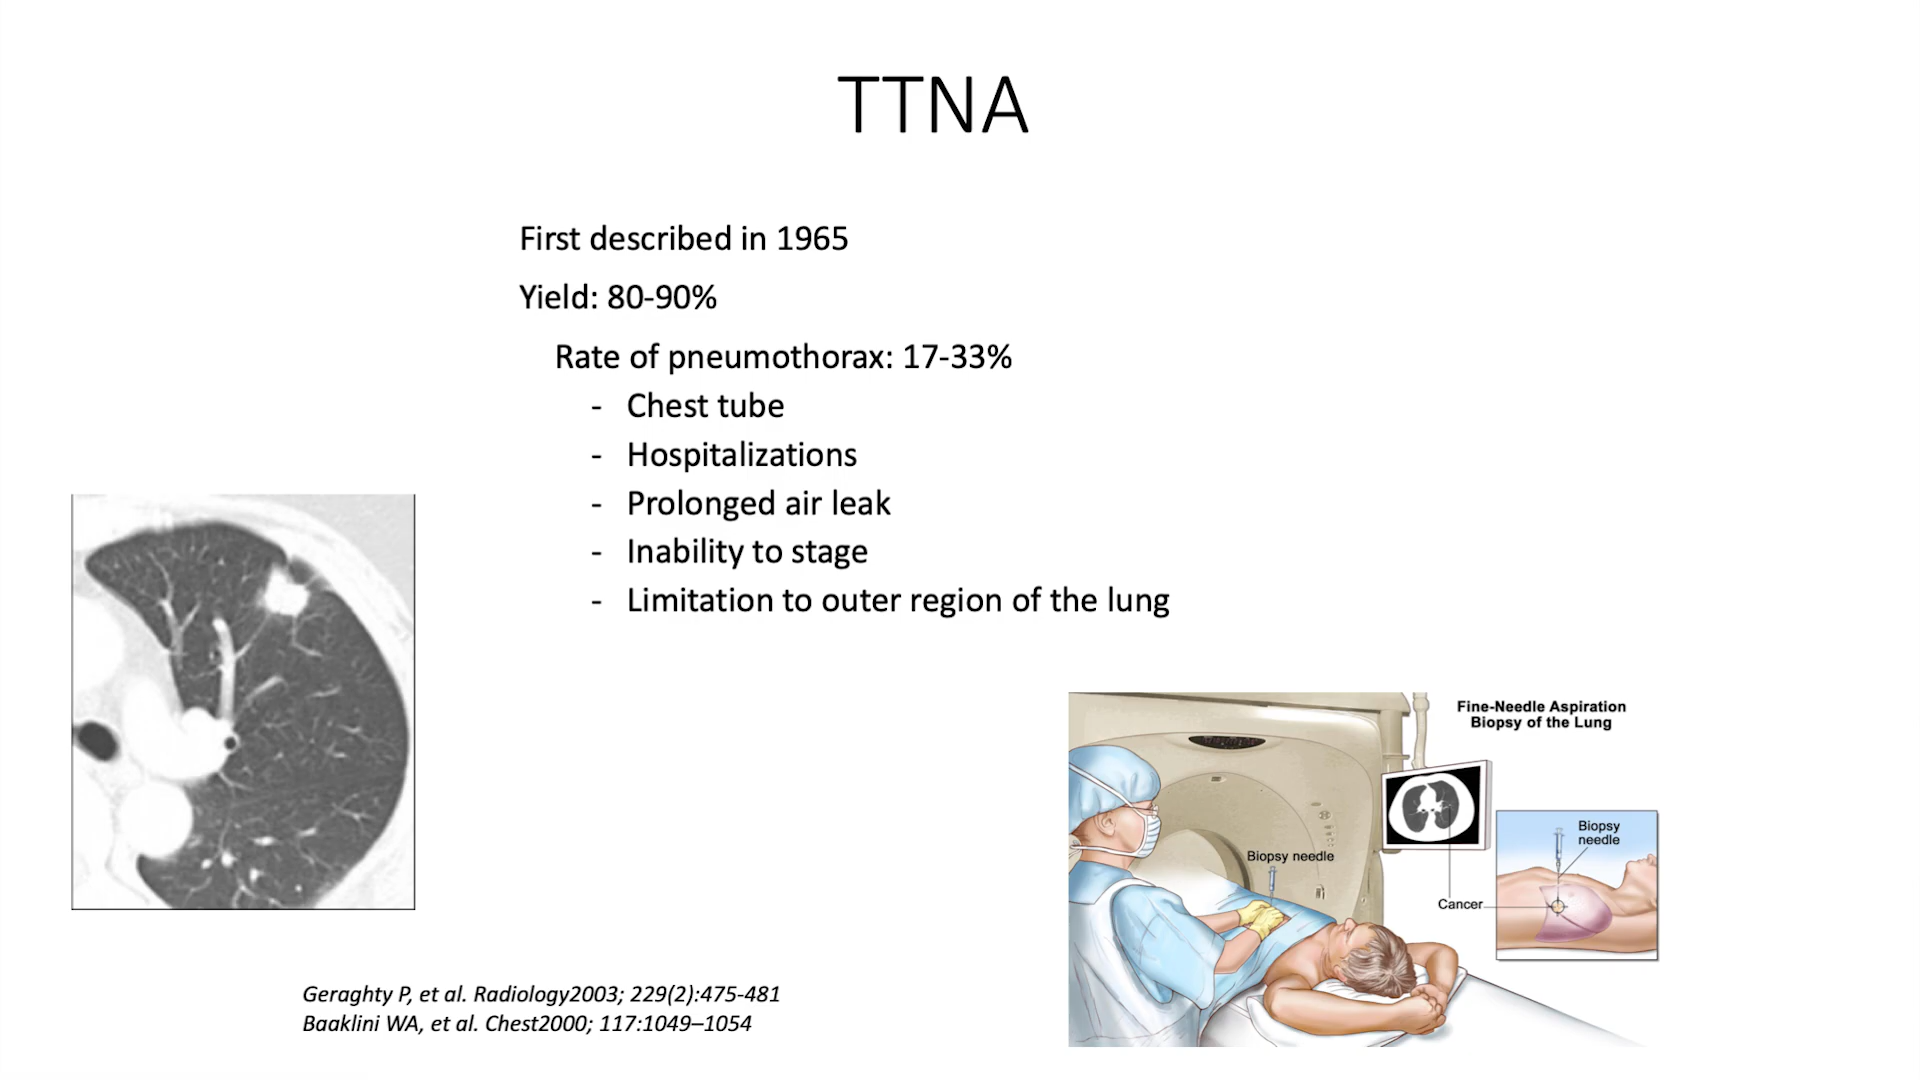 TTNA
First described in 1965
Yield: 80-90%
Rate of pneumothorax: 17-33%
- Chest tube
- Hospitalizations
- Prolonged air leak
- Inability to stage
- Limitation to outer region of the lung
Fine-Needle Aspiration
Biopsy of the Lung
Biopsy
needle
Biopsy needle
Cancer
Geraghty P, et al. Radiology2003; 229(2):475-481
Baaklini WA, et al. Chest2000; 117:1049–1054